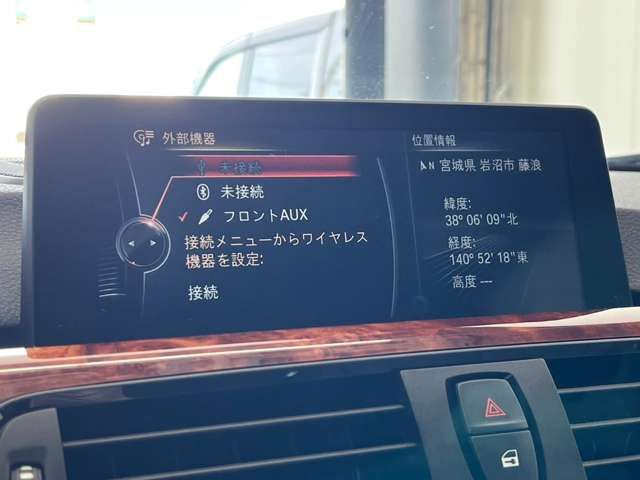 外部機器
未接続
未接続
フロントAUX
接続メニューからワイヤレス
機器を設定:
接続
位置情報
N 宮城県 岩沼市 藤浪
緯度:
38° 06' 09"北
経度:
140° 52' 18"東
高度 ---